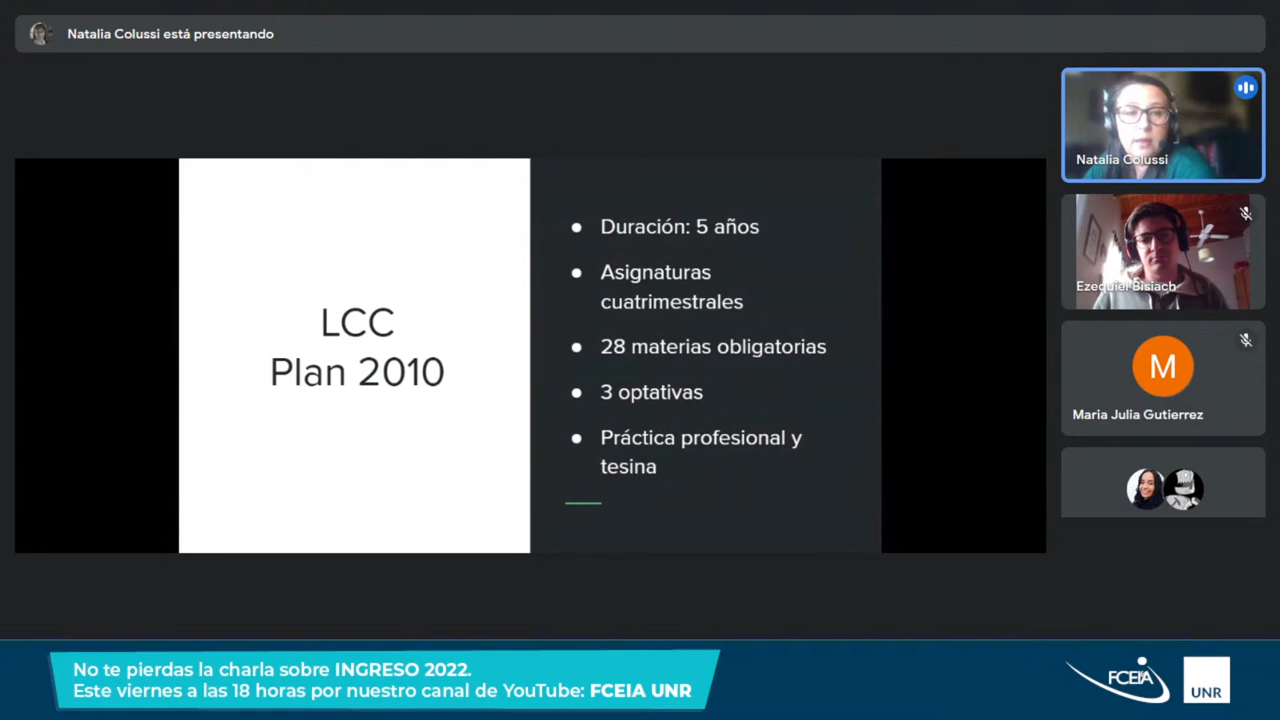 Natalia Colussi está presentando
LCC
Plan 2010
● Duración: 5 años
● Asignaturas
cuatrimestrales
● 28 materias obligatorias
● 3 optativas
● Práctica profesional y
tesina
Natalia Colussi
Ezequiel Bisiach
M
Maria Julia Gutierrez
No te pierdas la charla sobre INGRESO 2022.
Este viernes a las 18 horas por nuestro canal de YouTube: FCEIA UNR
FCEIA
UNR